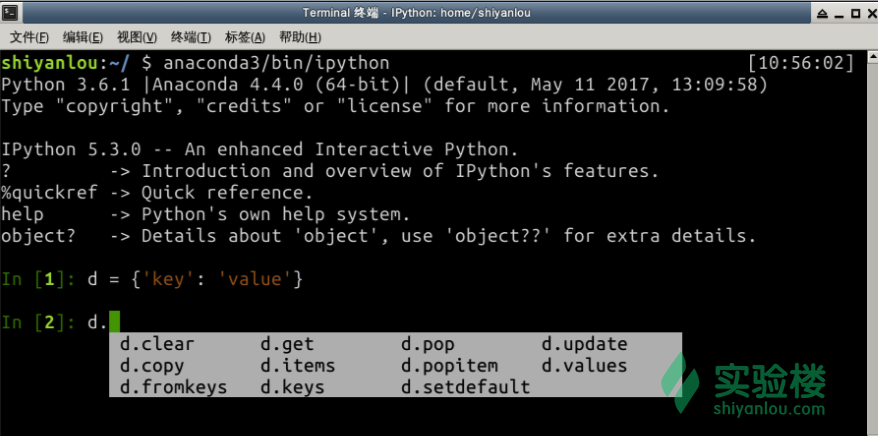 Terminal 终端 - IPython: home/shiyanlou
文件(F) 编辑(E) 视图(V) 终端(T) 标签(A) 帮助(H)
shiyanlou:~/ $ anaconda3/bin/ipython [10:56:02]
Python 3.6.1 |Anaconda 4.4.0 (64-bit)| (default, May 11 2017, 13:09:58)
Type "copyright", "credits" or "license" for more information.
IPython 5.3.0 -- An enhanced Interactive Python.
? -> Introduction and overview of IPython's features.
%quickref -> Quick reference.
help -> Python's own help system.
object? -> Details about 'object', use 'object??' for extra details.
In [1]: d = {'key': 'value'}
In [2]: d.
d.clear d.get d.pop d.update
d.copy d.items d.popitem d.values
d.fromkeys d.keys d.setdefault
实验楼
shiyanlou.com